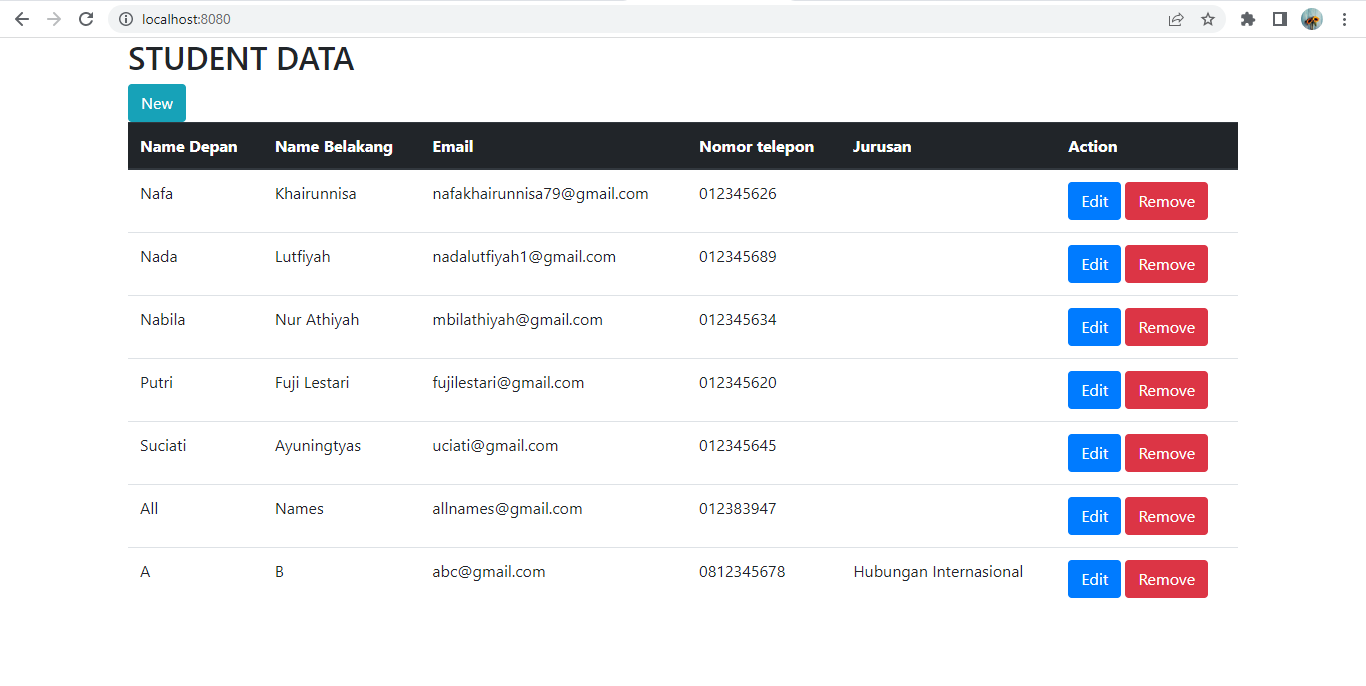 localhost:8080
STUDENT DATA
New
Name Depan Name Belakang Email Nomor telepon Jurusan Action
Nafa Khairunnisa nafakhairunnisa79@gmail.com 012345626 Edit Remove
Nada Lutfiyah nadalutfiyah1@gmail.com 012345689 Edit Remove
Nabila Nur Athiyah mbilathiyah@gmail.com 012345634 Edit Remove
Putri Fuji Lestari fujilestari@gmail.com 012345620 Edit Remove
Suciati Ayuningtyas uciati@gmail.com 012345645 Edit Remove
All Names allnames@gmail.com 012383947 Edit Remove
A B abc@gmail.com 0812345678 Hubungan Internasional Edit Remove